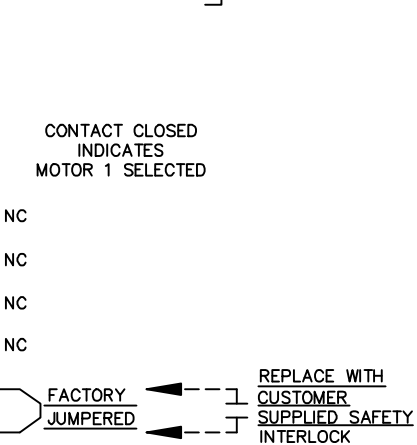 CONTACT CLOSED
INDICATES
MOTOR 1 SELECTED
NC
NC
NC
NC
FACTORY
JUMPERED
REPLACE WITH
CUSTOMER
SUPPLIED SAFETY
INTERLOCK